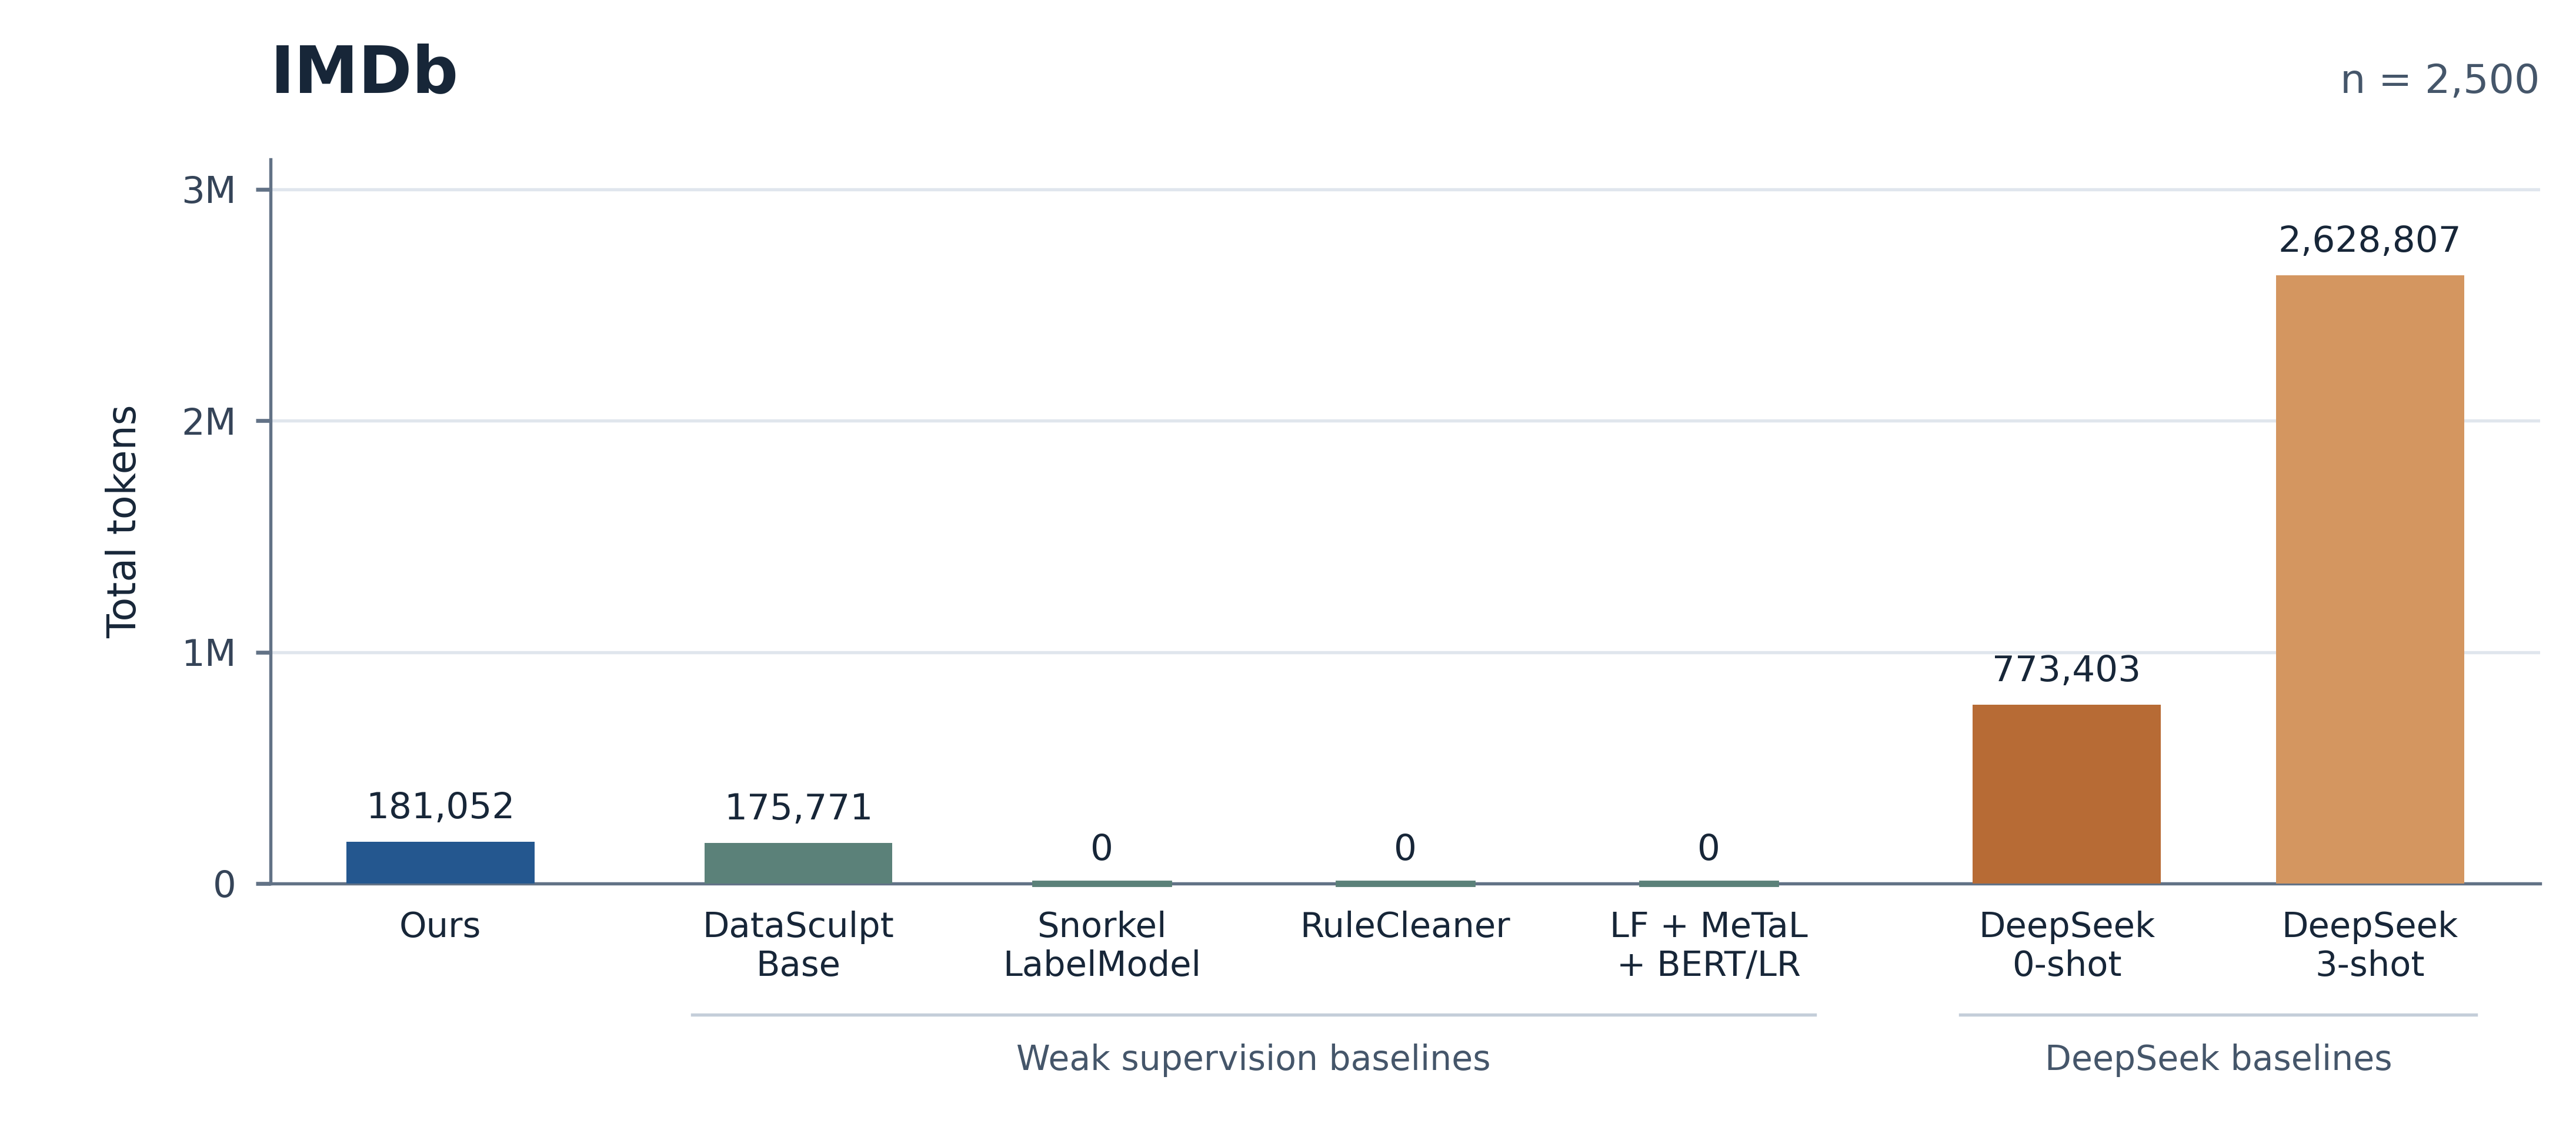 IMDb
n = 2,500
Total tokens
3M
2M
1M
0
181,052
175,771
0
0
0
773,403
2,628,807
Ours
DataSculpt
Base
Snorkel
LabelModel
RuleCleaner
LF + MeTaL
+ BERT/LR
DeepSeek
0-shot
DeepSeek
3-shot
Weak supervision baselines
DeepSeek baselines